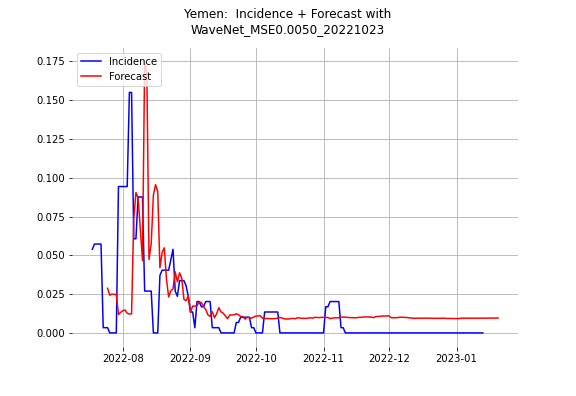 Yemen:  Incidence + Forecast with
WaveNet_MSE0.0050_20221023
Incidence
Forecast
0.175
0.150
0.125
0.100
0.075
0.050
0.025
0.000
2022-08 2022-09 2022-10 2022-11 2022-12 2023-01